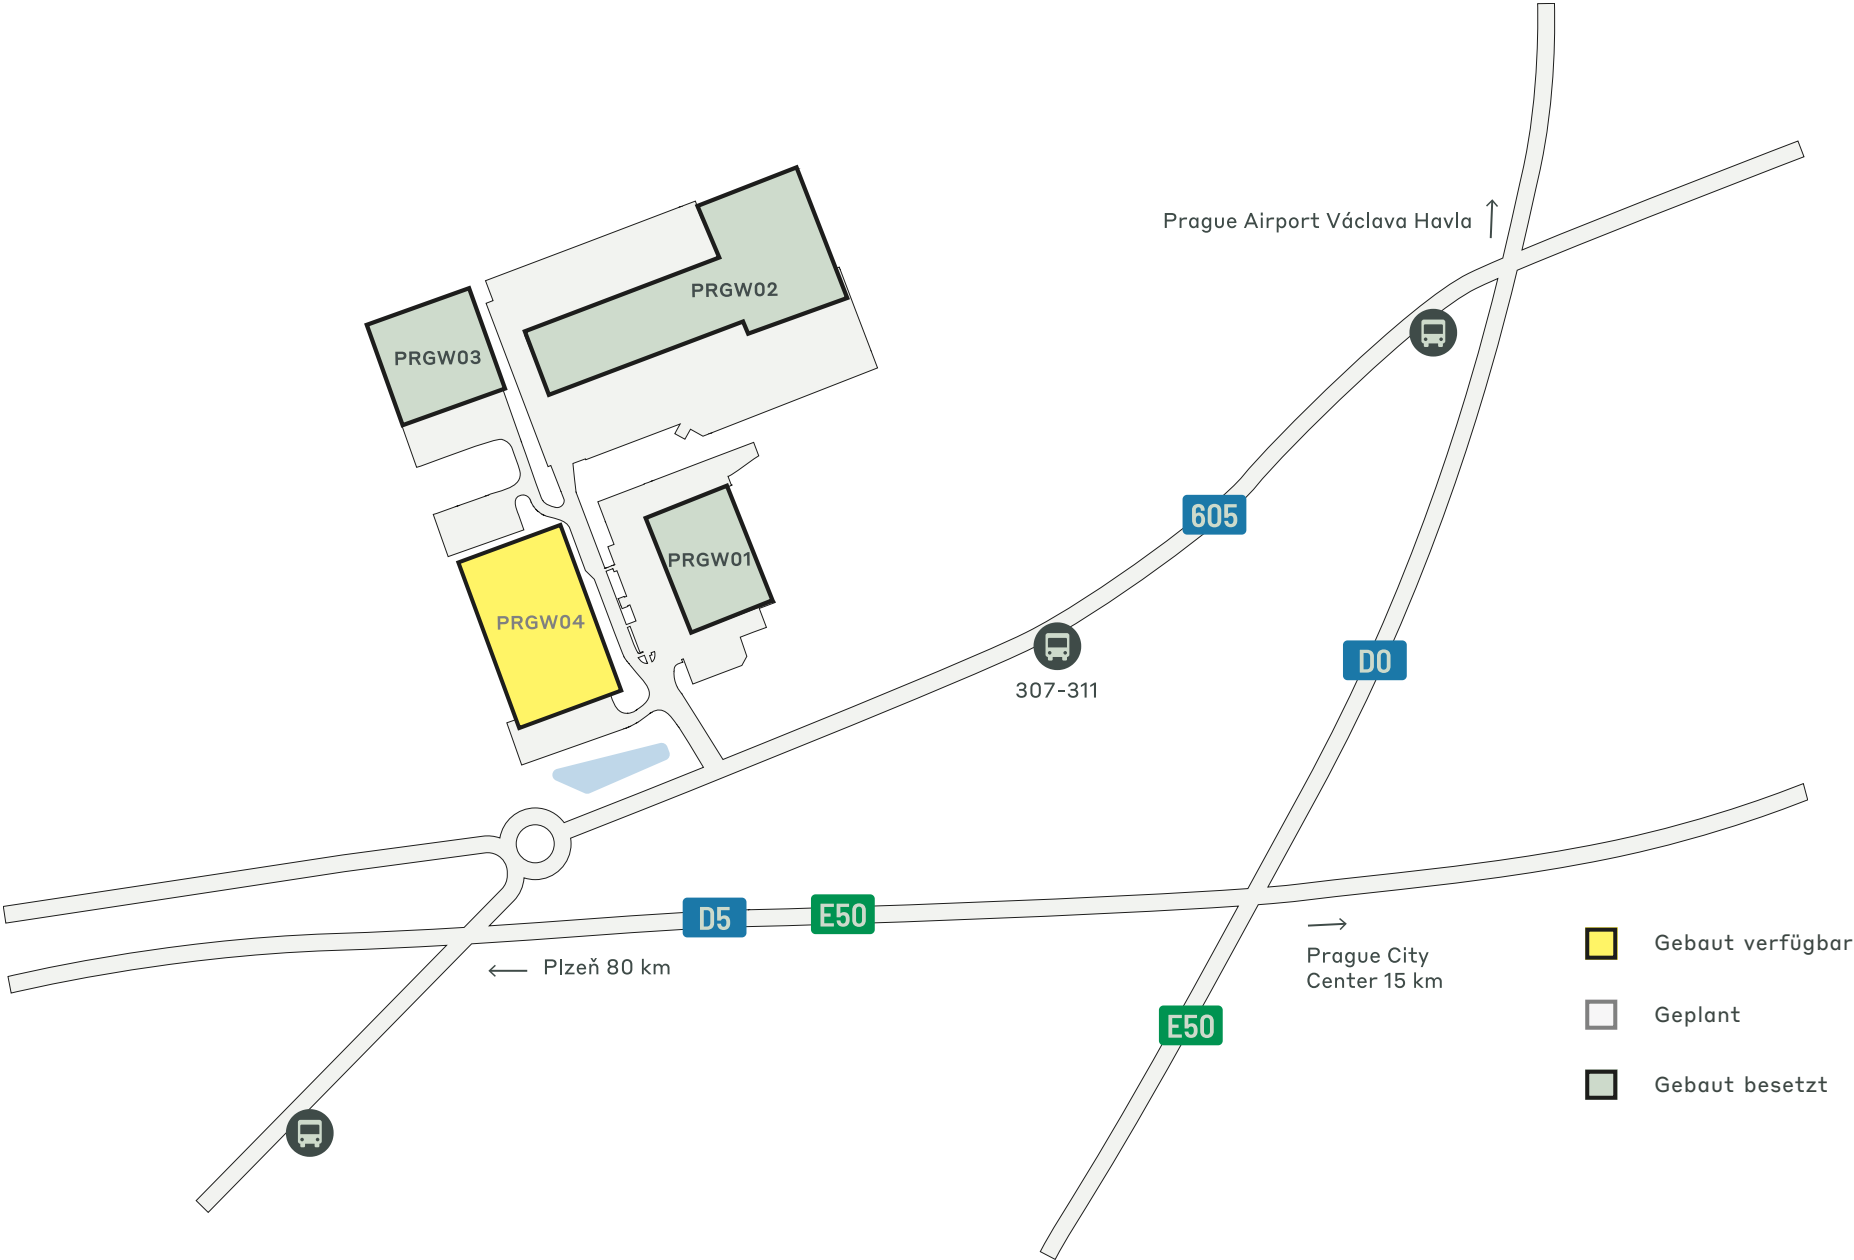 Prague Airport Václava Havla
PRGW02
PRGW03
605
PRGW01
PRGW04
D0
307-311
D5
E50
Plzeň 80 km
Prague City
Center 15 km
E50
Gebaut verfügbar
Geplant
Gebaut besetzt